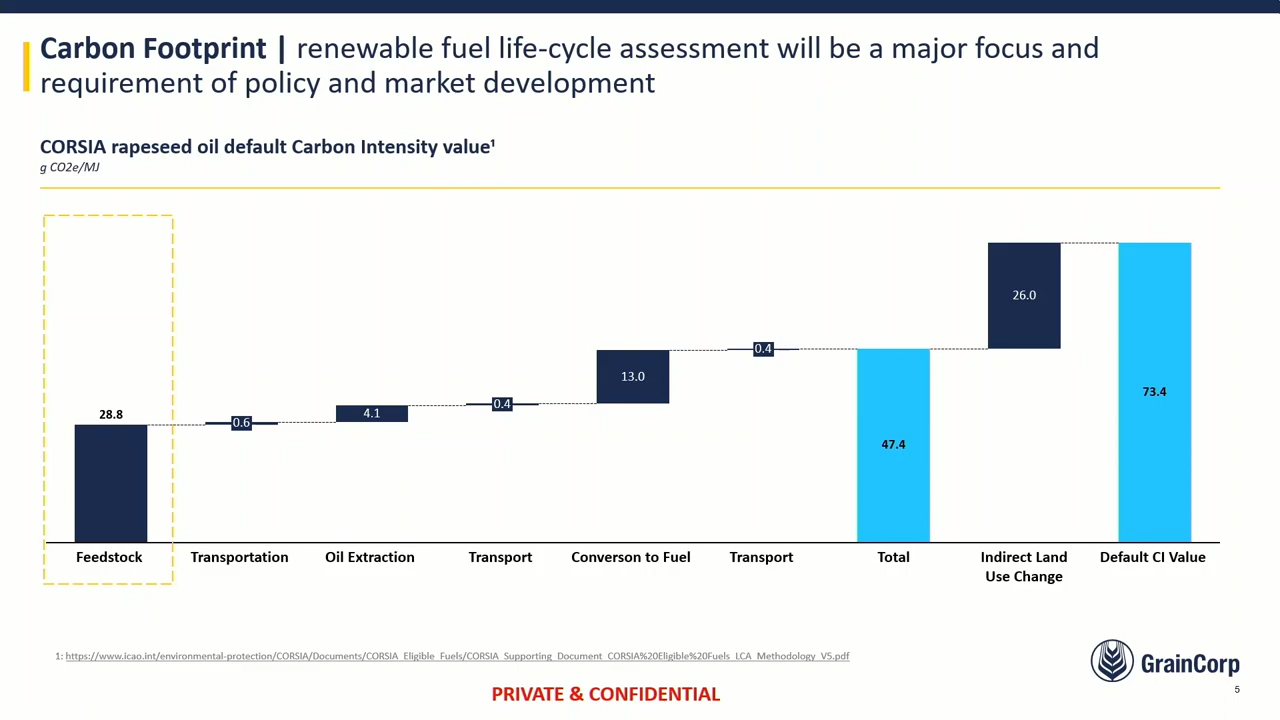 Carbon Footprint | renewable fuel life-cycle assessment will be a major focus and
requirement of policy and market development
CORSIA rapeseed oil default Carbon Intensity value¹
g CO2e/MJ
28.8
0.6
4.1
0.4
13.0
0.4
47.4
26.0
73.4
Feedstock
Transportation
Oil Extraction
Transport
Converson to Fuel
Transport
Total
Indirect Land
Use Change
Default CI Value
1: https://www.icao.int/environmental-protection/CORSIA/Documents/CORSIA_Eligible_Fuels/CORSIA_Supporting_Document_CORSIA%20Eligible%20Fuels_LCA_Methodology_V5.pdf
GrainCorp
PRIVATE & CONFIDENTIAL
5